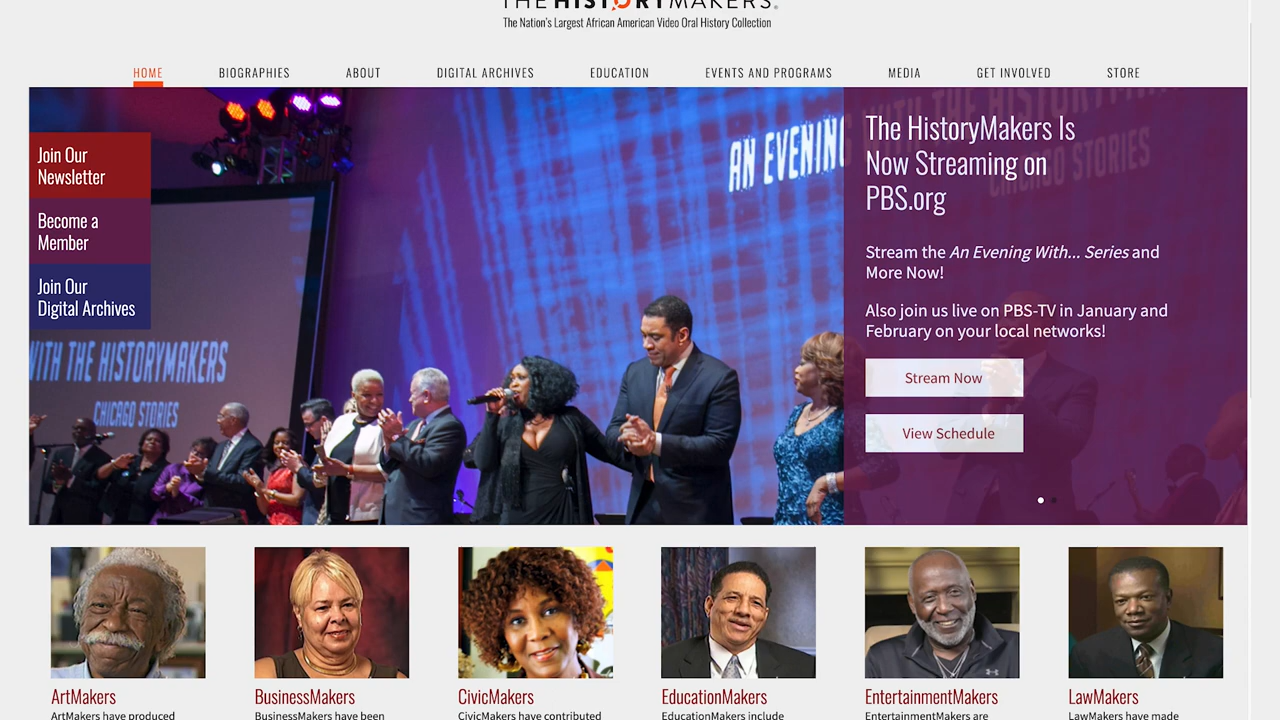 THE HISTORYMAKERS®
The Nation's Largest African American Video Oral History Collection
HOME BIOGRAPHIES ABOUT DIGITAL ARCHIVES EDUCATION EVENTS AND PROGRAMS MEDIA GET INVOLVED STORE
Join Our
Newsletter
Become a
Member
Join Our
Digital Archives
AN EVENING
WITH THE HISTORYMAKERS
CHICAGO STORIES
WITH THE HISTORYMAKERS
CHICAGO STORIES
The HistoryMakers Is
Now Streaming on
PBS.org
Stream the An Evening With... Series and
More Now!
Also join us live on PBS-TV in January and
February on your local networks!
Stream Now
View Schedule
ArtMakers
ArtMakers have produced
BusinessMakers
BusinessMakers have been
CivicMakers
CivicMakers have contributed
EducationMakers
EducationMakers include
EntertainmentMakers
EntertainmentMakers are
LawMakers
LawMakers have made